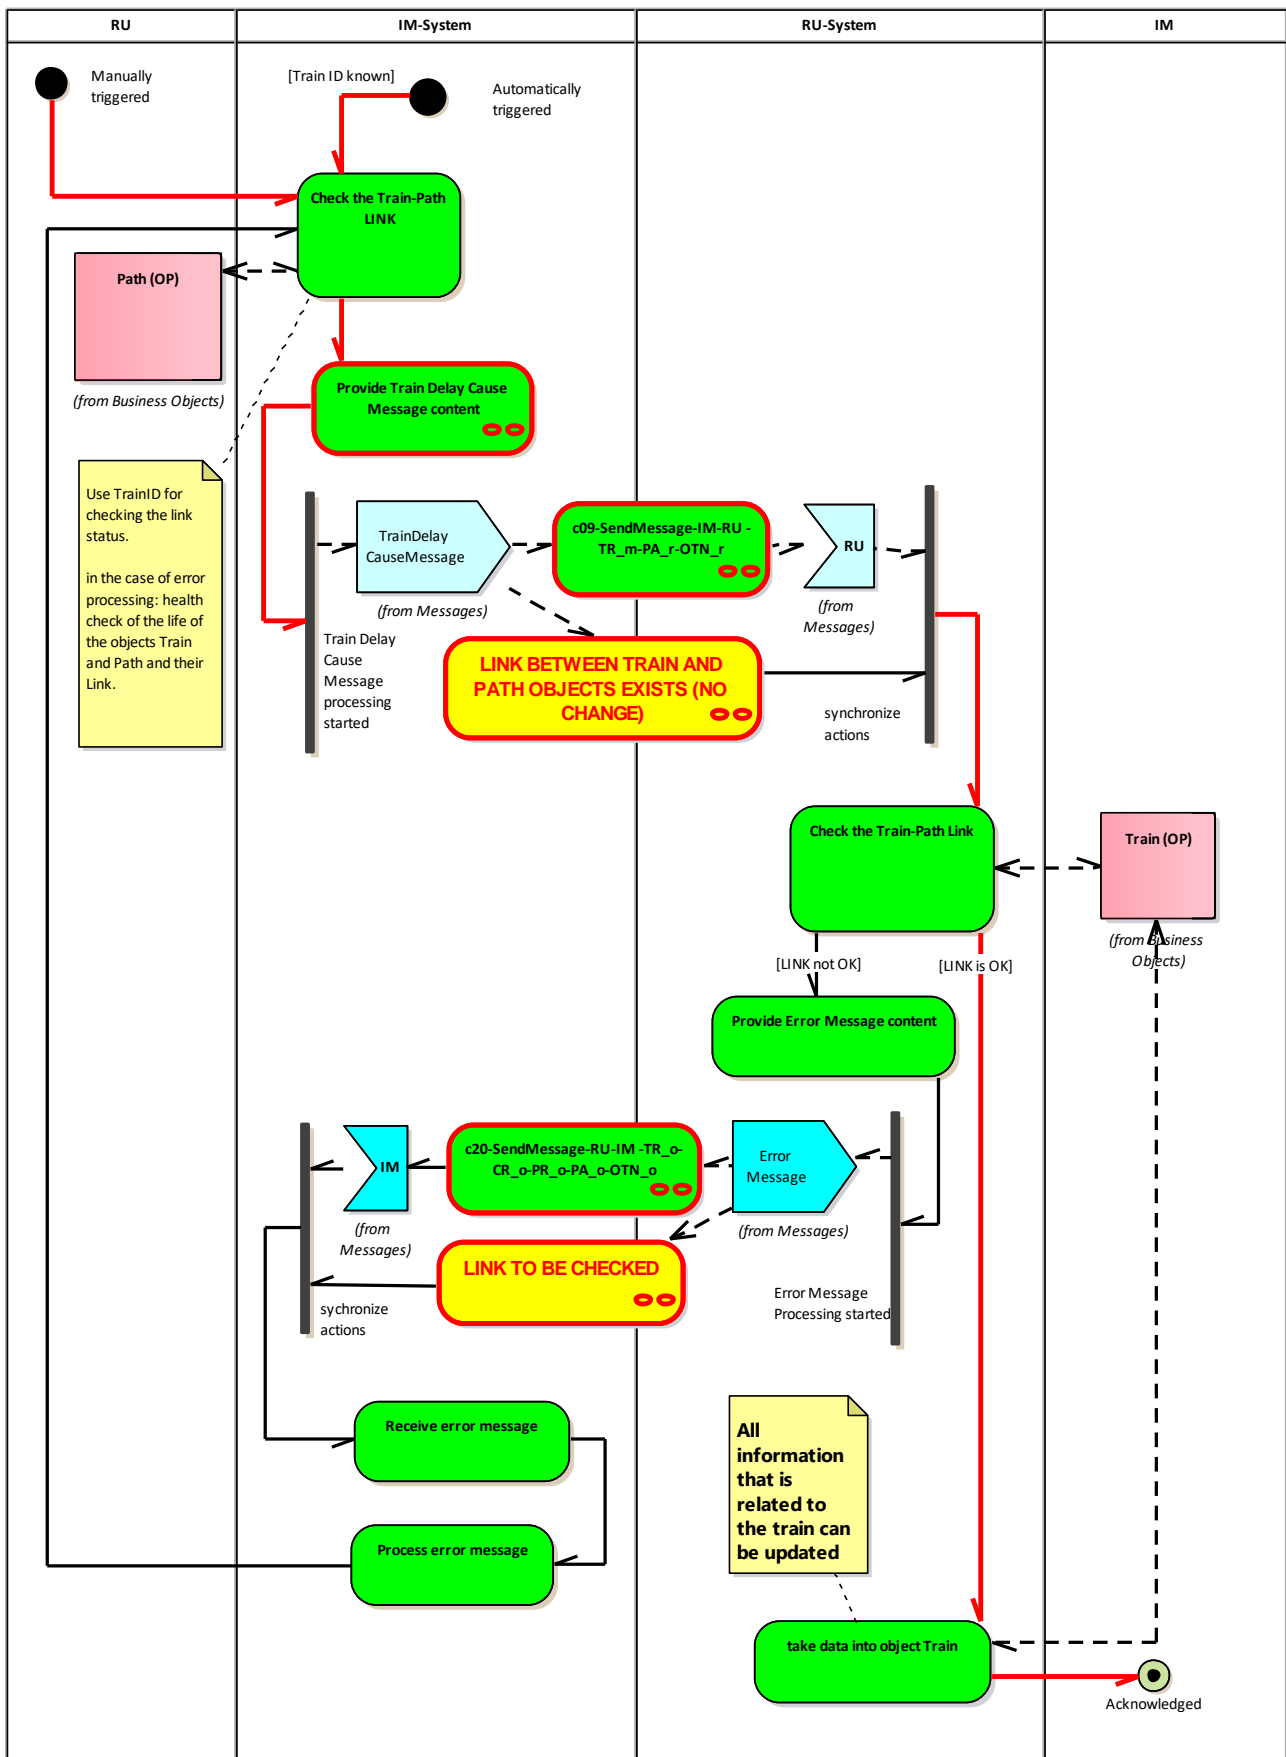 RU
IM-System
RU-System
IM
Manually
triggered
[Train ID known]
Automatically
triggered
Check the Train-Path
LINK
Path (OP)
(from Business Objects)
Provide Train Delay Cause
Message content
Use TrainID for
checking the link
status.
in the case of error
processing: health
check of the life of
the objects Train
and Path and their
Link.
TrainDelay
CauseMessage
(from Messages)
c09-SendMessage-IM-RU -
TR_m-PA_r-OTN_r
RU
(from
Messages)
Train Delay
Cause
Message
processing
started
LINK BETWEEN TRAIN AND
PATH OBJECTS EXISTS (NO
CHANGE)
synchronize
actions
Check the Train-Path Link
Train (OP)
(from Business
Objects)
[LINK not OK]
[LINK is OK]
Provide Error Message content
IM
(from
Messages)
c20-SendMessage-RU-IM -TR_o-
CR_o-PR_o-PA_o-OTN_o
Error
Message
(from Messages)
LINK TO BE CHECKED
sychronize
actions
Error Message
Processing started
Receive error message
All
information
that is
related to
the train can
be updated
Process error message
take data into object Train
Acknowledged